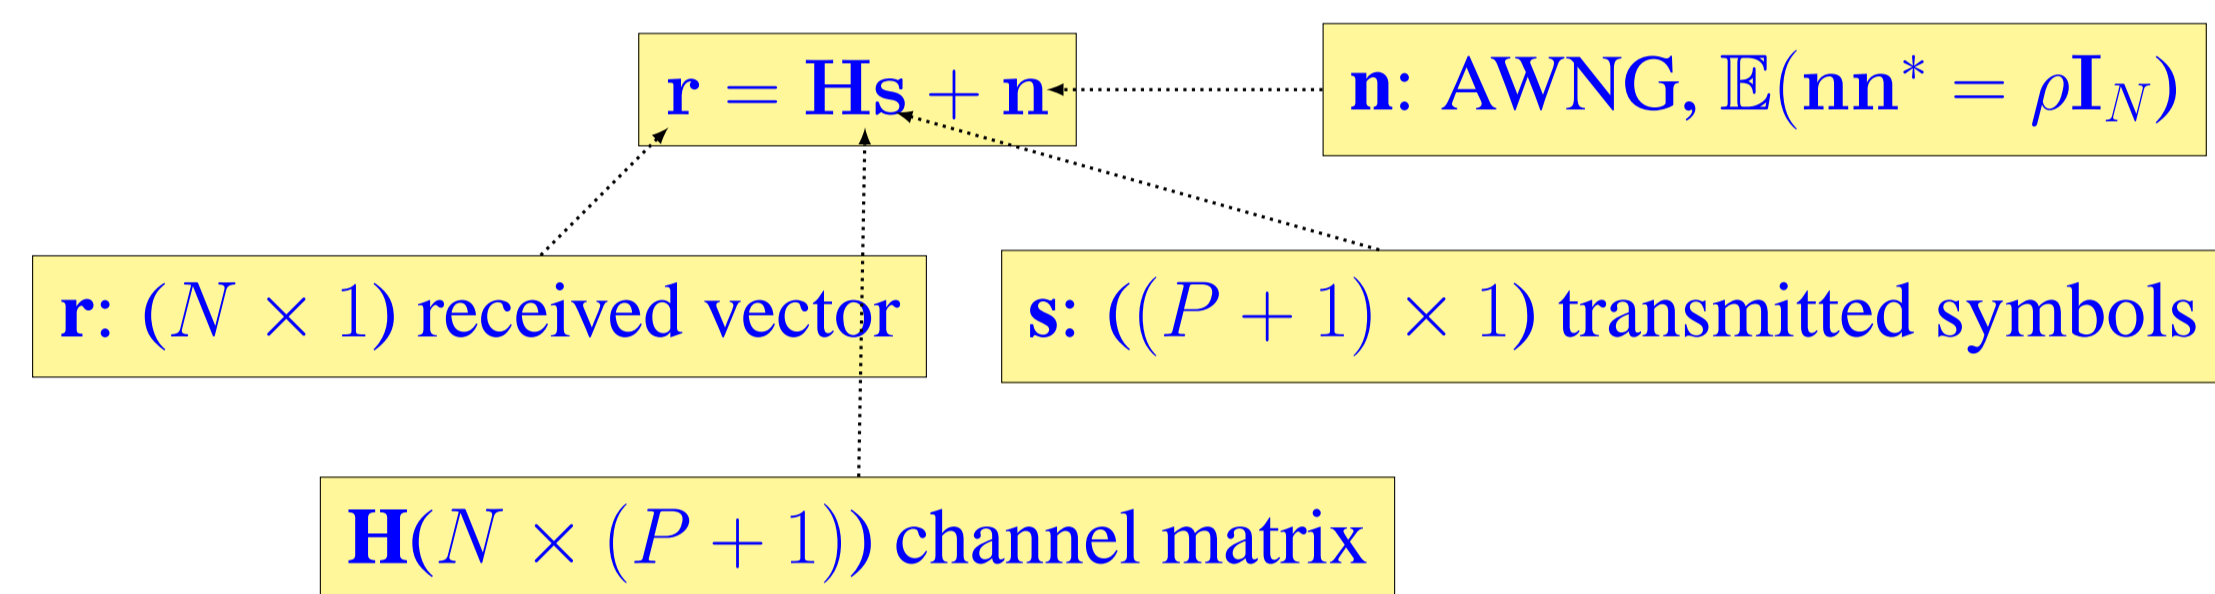 r = Hs + n
n: AWNG, 𝔼(nn* = ρI_N)
r: (N × 1) received vector
s: ((P + 1) × 1) transmitted symbols
H(N × (P + 1)) channel matrix